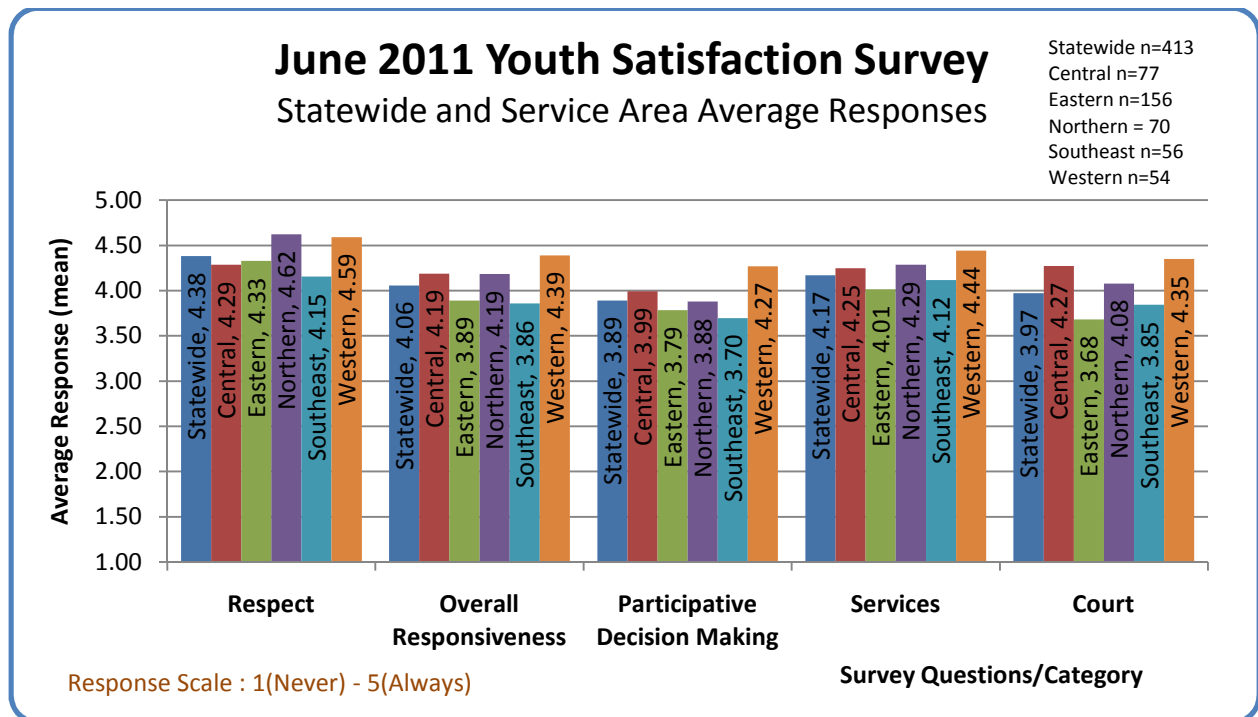 June 2011 Youth Satisfaction Survey
Statewide and Service Area Average Responses
Statewide n=413
Central n=77
Eastern n=156
Northern = 70
Southeast n=56
Western n=54
Average Response (mean)
5.00
4.50
4.00
3.50
3.00
2.50
2.00
1.50
1.00
Statewide, 4.38
Central, 4.29
Eastern, 4.33
Northern, 4.62
Southeast, 4.15
Western, 4.59
Statewide, 4.06
Central, 4.19
Eastern, 3.89
Northern, 4.19
Southeast, 3.86
Western, 4.39
Statewide, 3.89
Central, 3.99
Eastern, 3.79
Northern, 3.88
Southeast, 3.70
Western, 4.27
Statewide, 4.17
Central, 4.25
Eastern, 4.01
Northern, 4.29
Southeast, 4.12
Western, 4.44
Statewide, 3.97
Central, 4.27
Eastern, 3.68
Northern, 4.08
Southeast, 3.85
Western, 4.35
Respect
Overall
Responsiveness
Participative
Decision Making
Services
Court
Survey Questions/Category
Response Scale : 1(Never) - 5(Always)